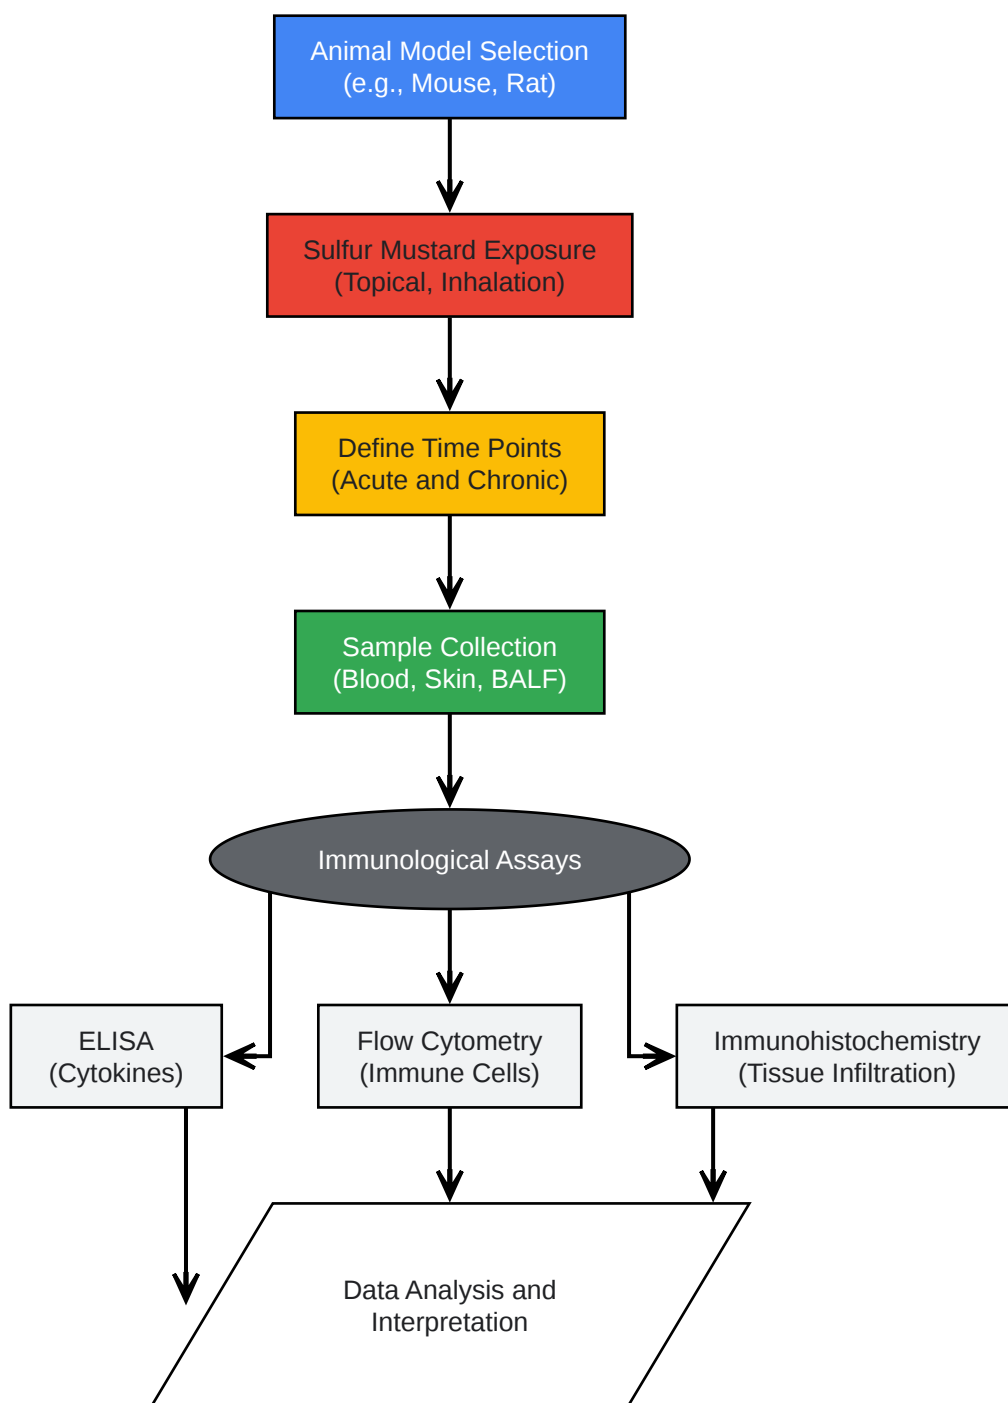 Animal Model Selection
(e.g., Mouse, Rat)
Sulfur Mustard Exposure
(Topical, Inhalation)
Define Time Points
(Acute and Chronic)
Sample Collection
(Blood, Skin, BALF)
Immunological Assays
ELISA
(Cytokines)
Flow Cytometry
(Immune Cells)
Immunohistochemistry
(Tissue Infiltration)
Data Analysis and
Interpretation